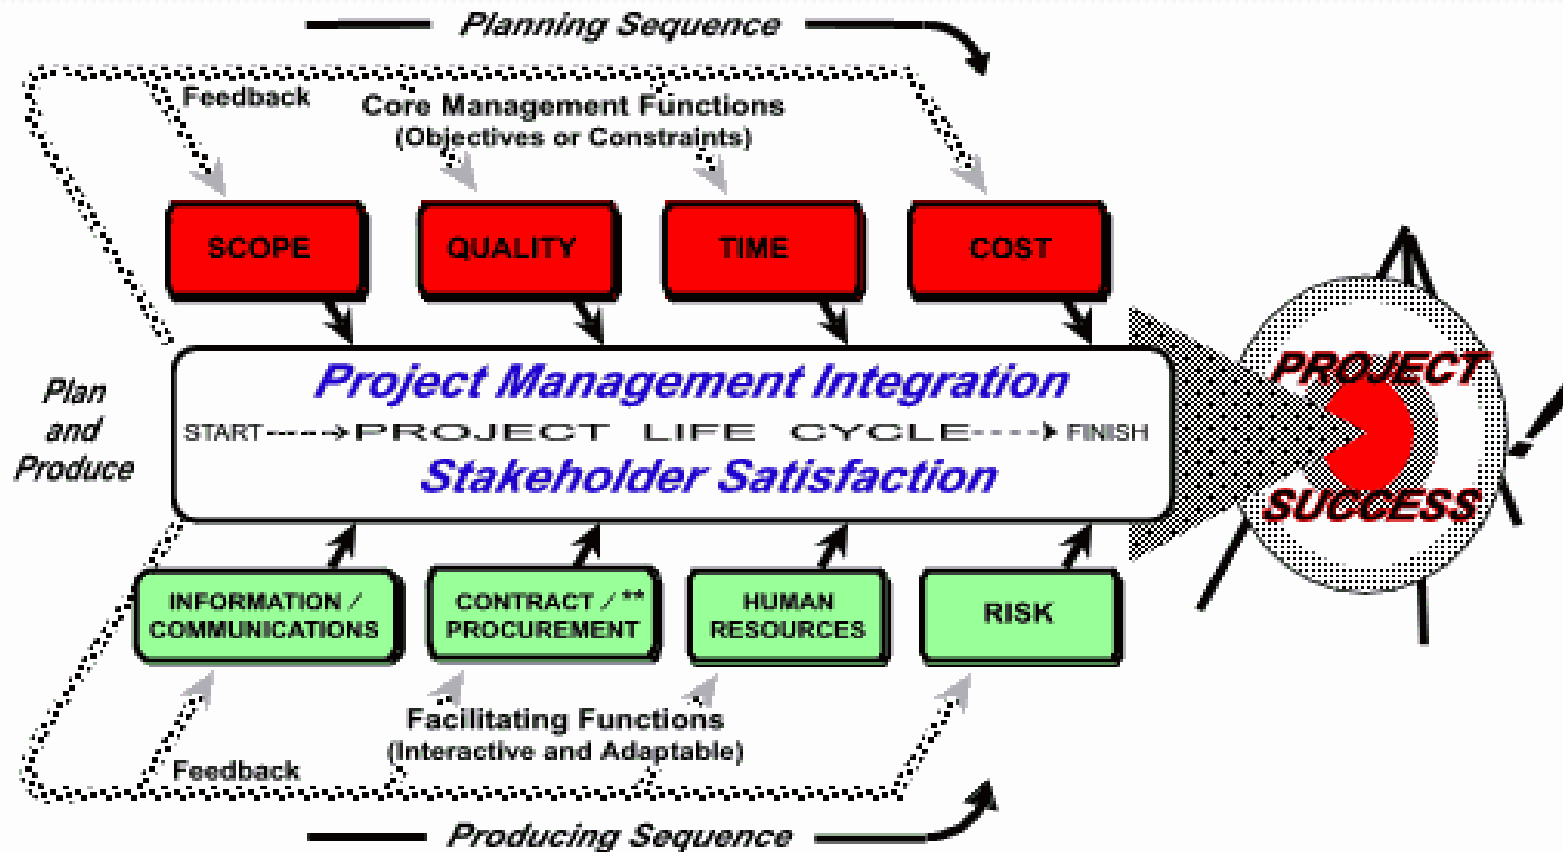 Planning Sequence
Feedback
Core Management Functions
(Objectives or Constraints)
SCOPE
QUALITY
TIME
COST
Plan
and
Produce
Project Management Integration
START PROJECT LIFE CYCLE FINISH
Stakeholder Satisfaction
PROJECT
SUCCESS
INFORMATION /
COMMUNICATIONS
CONTRACT / **
PROCUREMENT
HUMAN
RESOURCES
RISK
Facilitating Functions
(Interactive and Adaptable)
Feedback
Producing Sequence